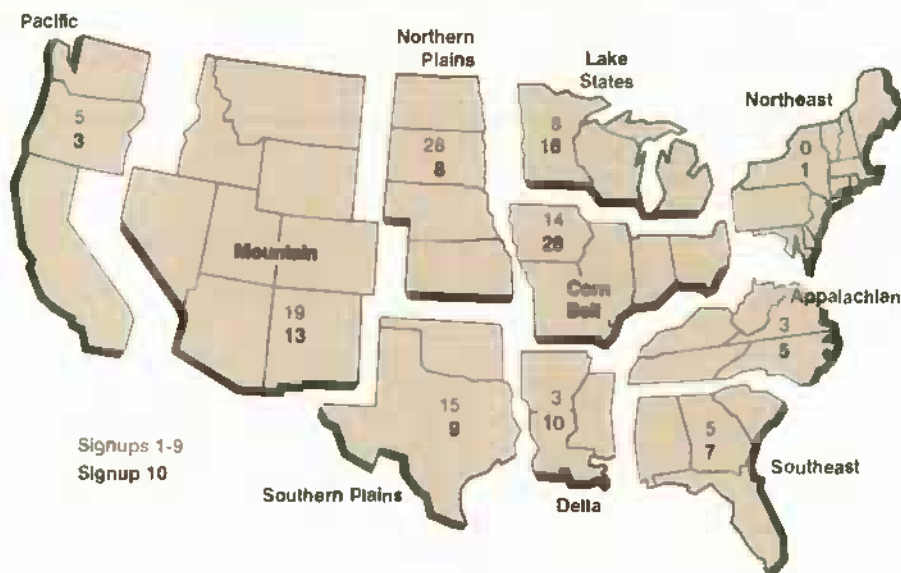 Pacific
5
3
Mountain
19
13
Northern
Plains
28
8
Lake
States
8
16
Northeast
0
1
14
28
Corn
Belt
Appalachian
3
5
15
9
Southern Plains
3
10
Delta
5
7
Southeast
Signups 1-9
Signup 10